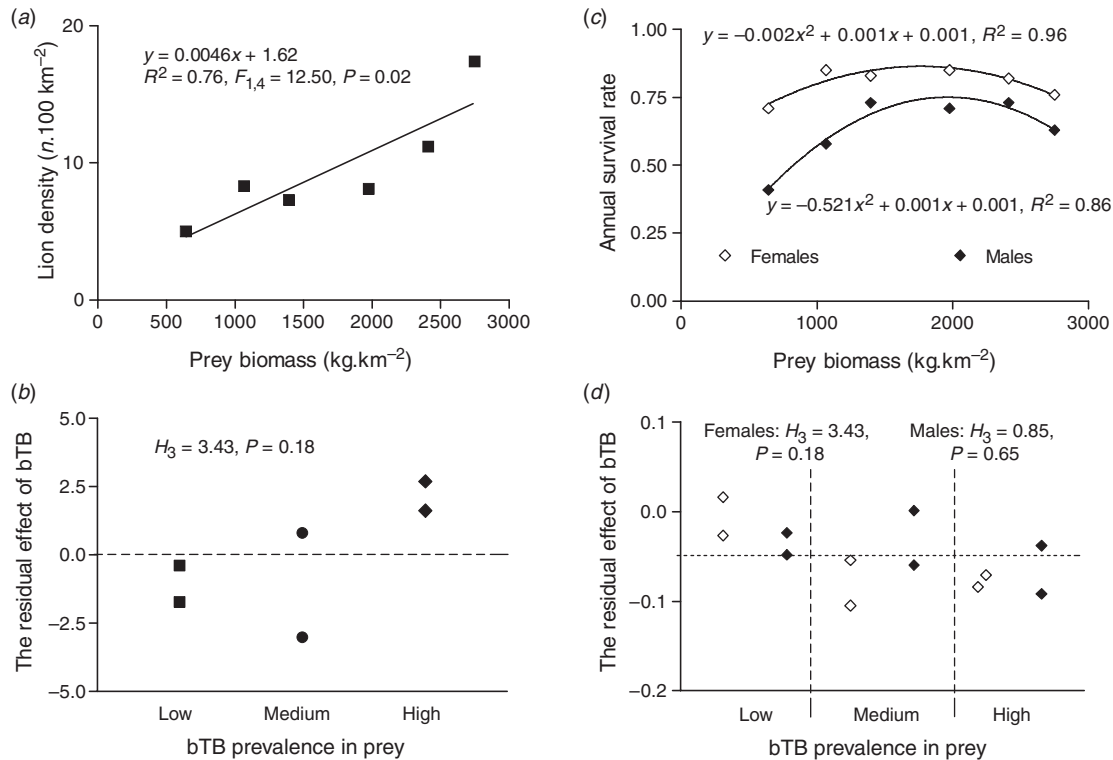 (a)
20
10
0
y = 0.0046x + 1.62
R² = 0.76, F₁,₄ = 12.50, P = 0.02
Lion density (n.100 km⁻²)
0 500 1000 1500 2000 2500 3000
Prey biomass (kg.km⁻²)
(b)
5.0
2.5
0.0
−2.5
−5.0
H₃ = 3.43, P = 0.18
The residual effect of bTB
Low Medium High
bTB prevalence in prey
(c)
1.00
0.75
0.50
0.25
0.00
y = −0.002x² + 0.001x + 0.001, R² = 0.96
y = −0.521x² + 0.001x + 0.001, R² = 0.86
Females Males
Annual survival rate
0 1000 2000 3000
Prey biomass (kg.km⁻²)
(d)
0.1
0.0
−0.1
−0.2
Females: H₃ = 3.43,
P = 0.18
Males: H₃ = 0.85,
P = 0.65
The residual effect of bTB
Low Medium High
bTB prevalence in prey